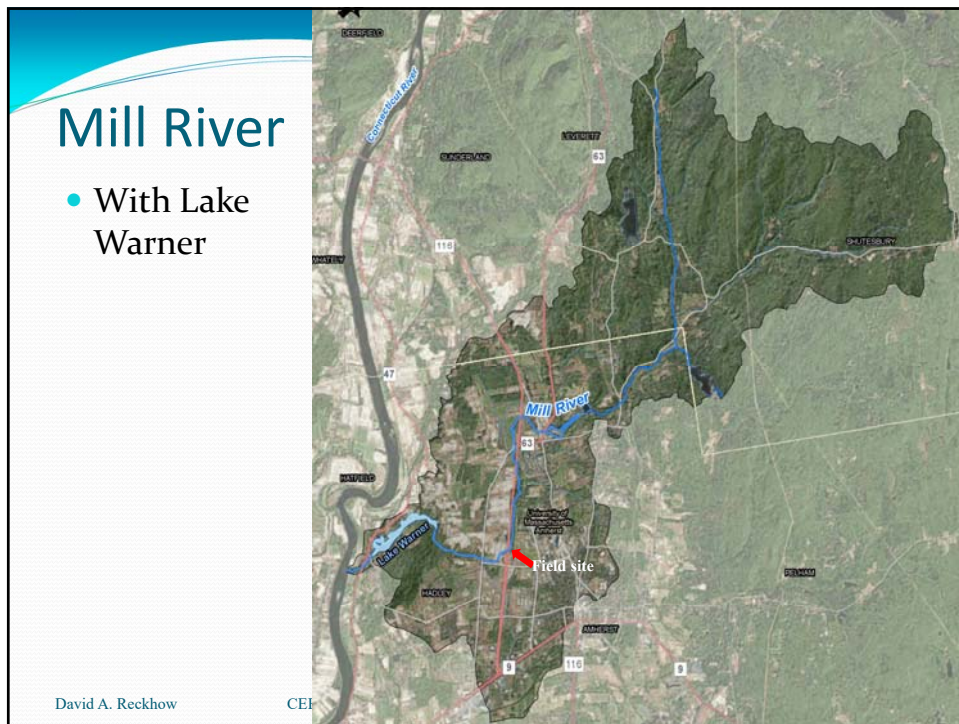 Mill River
• With Lake
Warner
DEERFIELD
Connecticut River
LEVERETT
SUNDERLAND
63
116
SHUTESBURY
WHATELY
47
Mill River
63
HATFIELD
University of
Massachusetts
Amherst
Lake Warner
Field site
PELHAM
HADLEY
AMHERST
9
116
9
David A. Reckhow